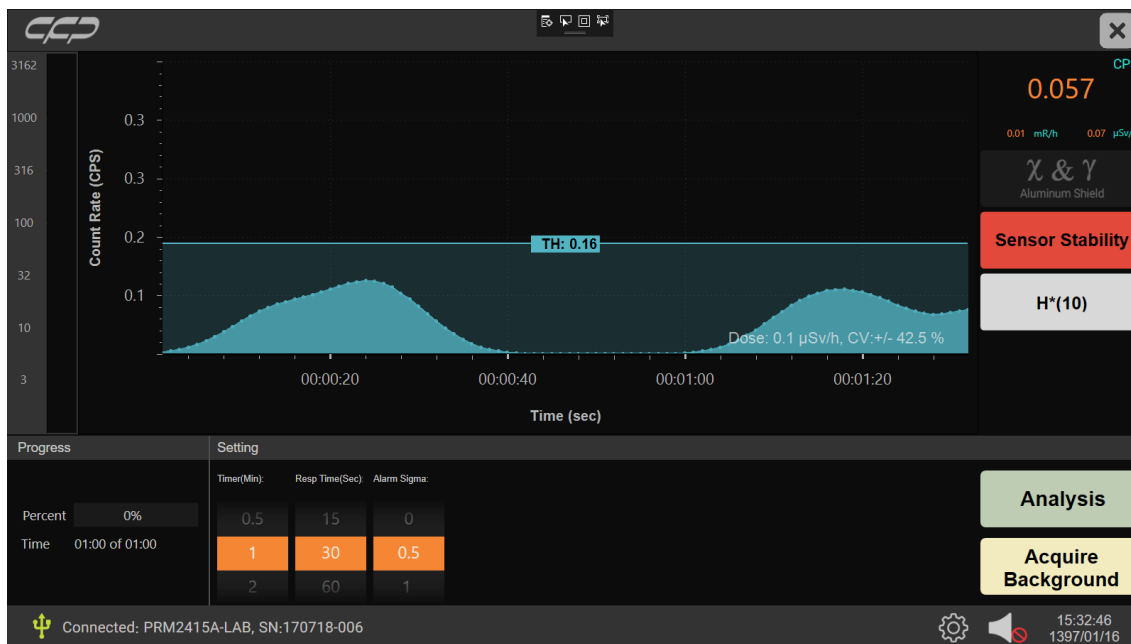 CCP
3162
1000
316
100
32
10
3
Count Rate (CPS)
0.3
0.3
0.2
0.1
TH: 0.16
Dose: 0.1 µSv/h, CV:+/- 42.5 %
00:00:20
00:00:40
00:01:00
00:01:20
Time (sec)
CP
0.057
0.01 mR/h 0.07 µSv/
χ & γ
Aluminum Shield
Sensor Stability
H*(10)
Progress
Percent 0%
Time 01:00 of 01:00
Setting
Timer(Min): Resp Time(Sec): Alarm Sigma:
0.5 15 0
1 30 0.5
2 60 1
Analysis
Acquire
Background
Connected: PRM2415A-LAB, SN:170718-006
15:32:46
1397/01/16